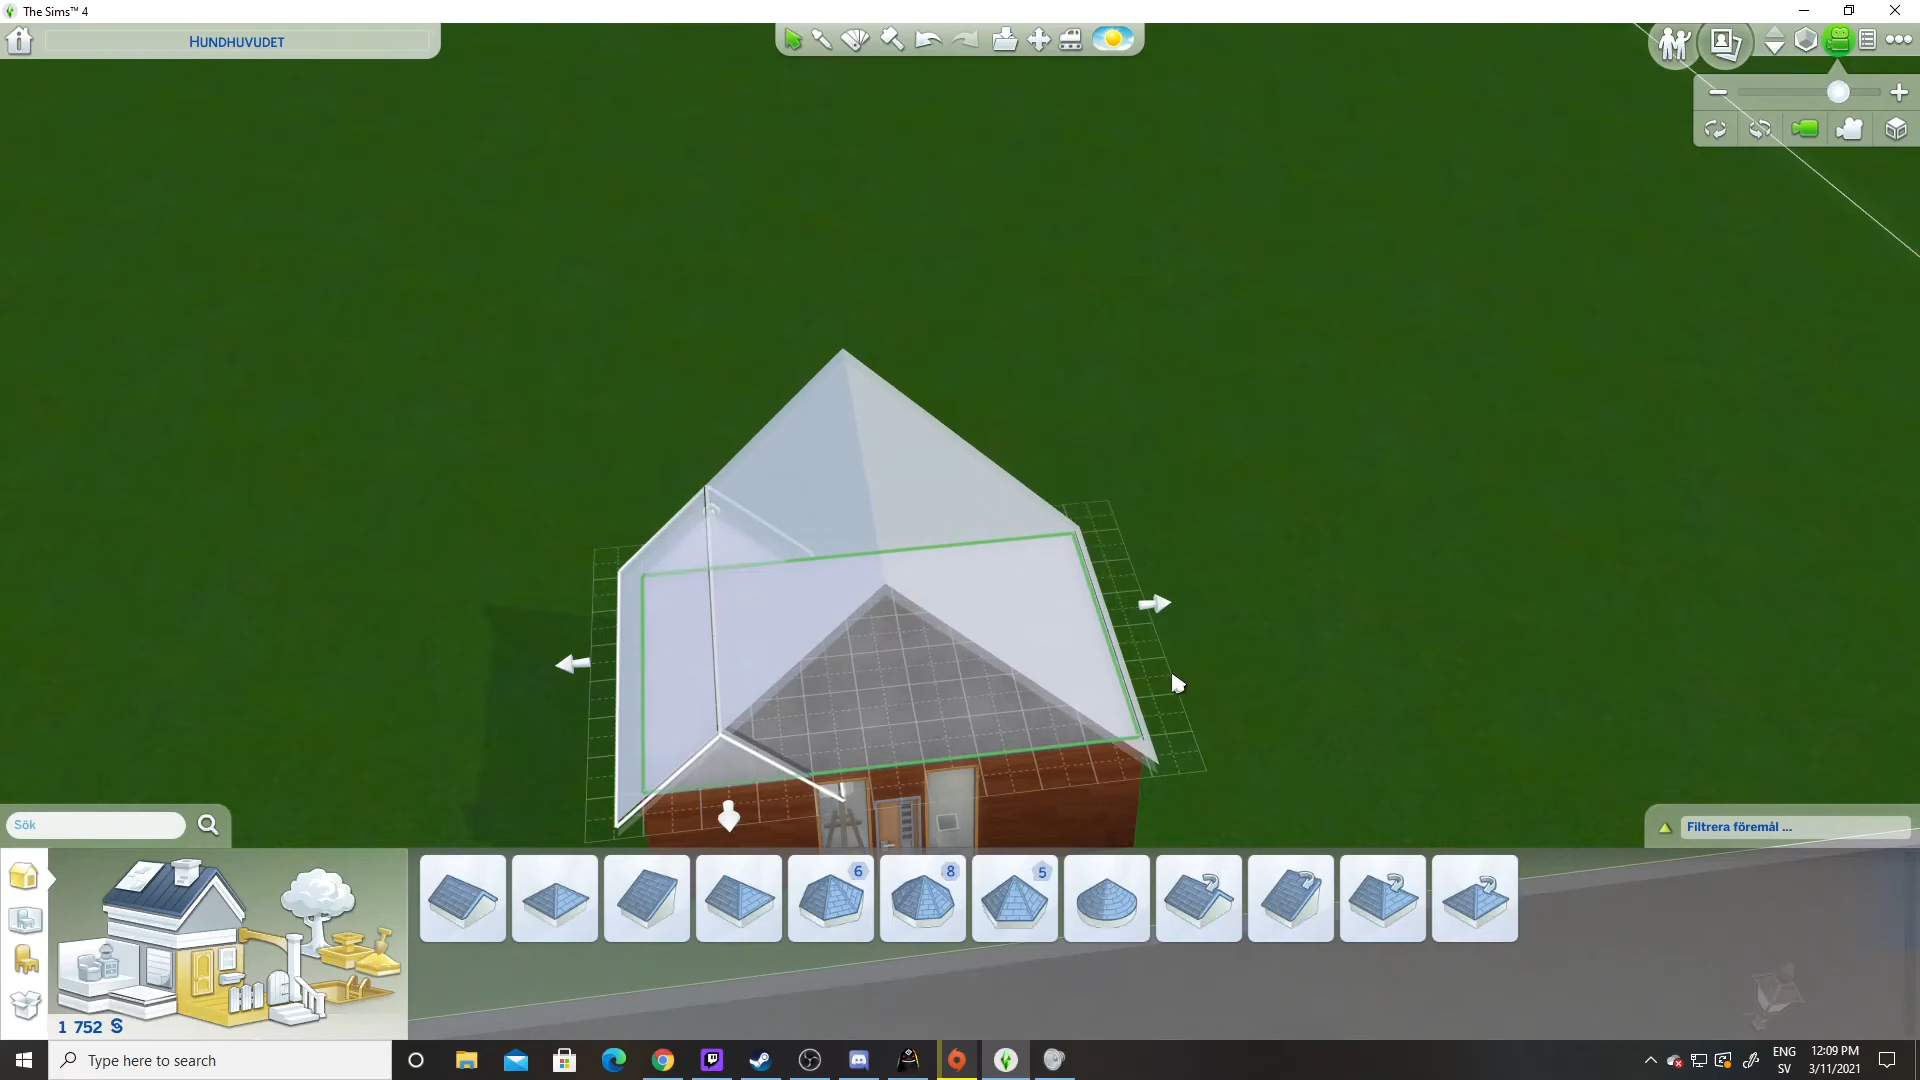 The Sims™ 4
HUNDHUVUDET
Sök
Filtrera föremål ...
6
8
5
1 752 §
Type here to search
ENG
SV
12:09 PM
3/11/2021